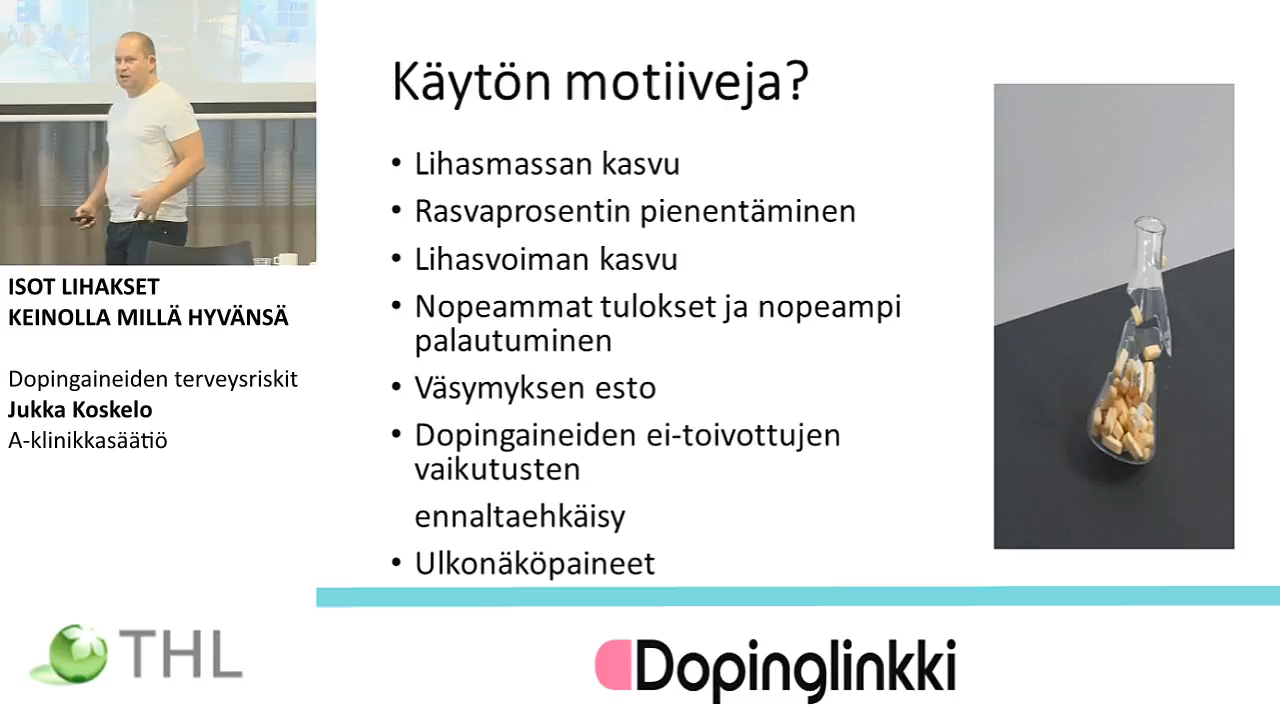 ISOT LIHAKSET
KEINOLLA MILLÄ HYVÄNSÄ
Dopingaineiden terveysriskit
Jukka Koskelo
A-klinikkasäätiö
THL
Käytön motiiveja?
• Lihasmassan kasvu
• Rasvaprosentin pienentäminen
• Lihasvoiman kasvu
• Nopeammat tulokset ja nopeampi
palautuminen
• Väsymyksen esto
• Dopingaineiden ei-toivottujen
vaikutusten
ennaltaehkäisy
• Ulkonäköpaineet
Dopinglinkki